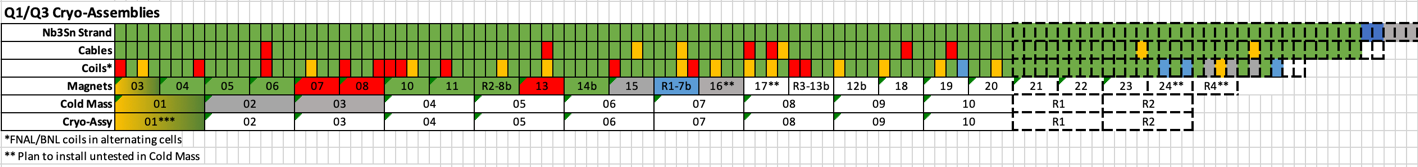 Q1/Q3 Cryo-Assemblies
Nb3Sn Strand
Cables
Coils*
Magnets 03 04 05 06 07 08 10 11 R2-8b 13 14b 15 R1-7b 16** 17** R3-13b 12b 18 19 20 21 22 23 24** R4**
Cold Mass 01 02 03 04 05 06 07 08 09 10 R1 R2
Cryo-Assy 01*** 02 03 04 05 06 07 08 09 10 R1 R2
*FNAL/BNL coils in alternating cells
** Plan to install untested in Cold Mass